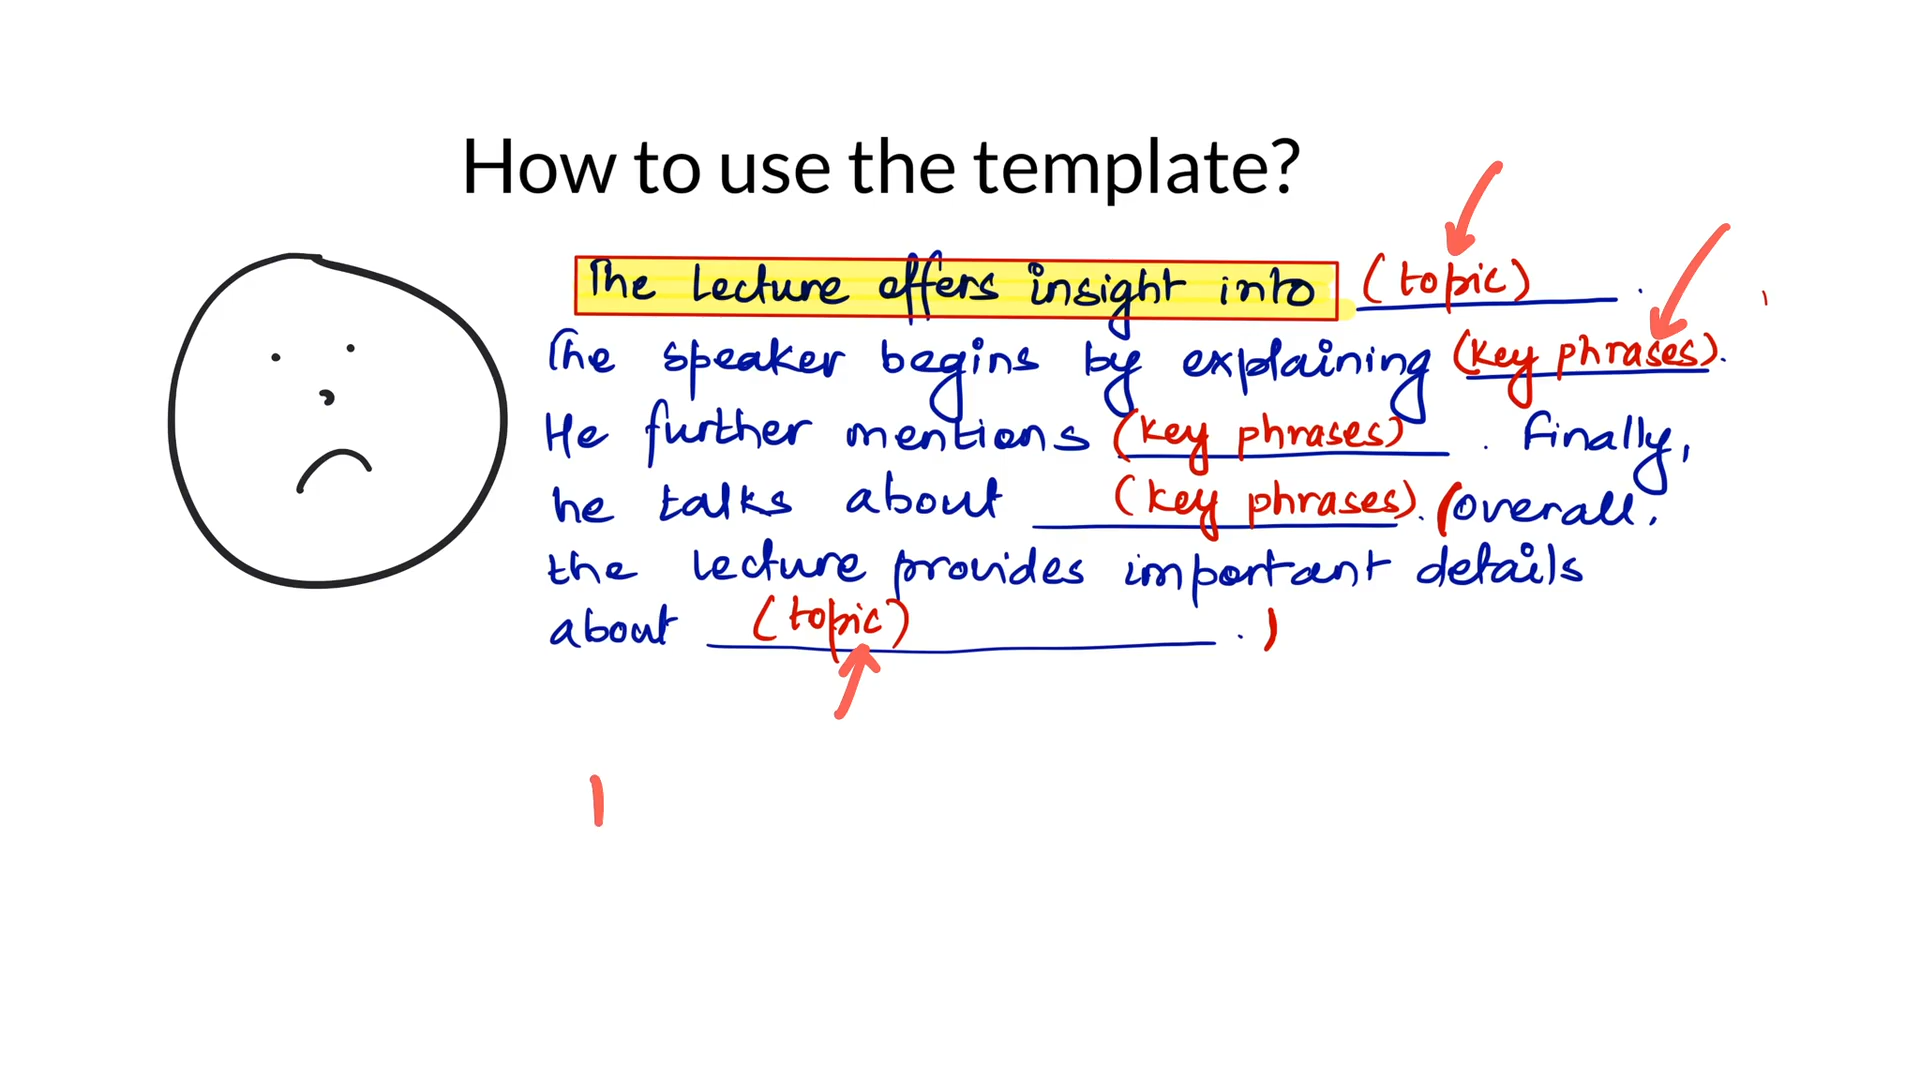 How to use the template?
The Lecture offers insight into (topic).
The speaker begins by explaining (key phrases).
He further mentions (key phrases). Finally,
he talks about (key phrases). (overall,
the lecture provides important details
about (topic).)